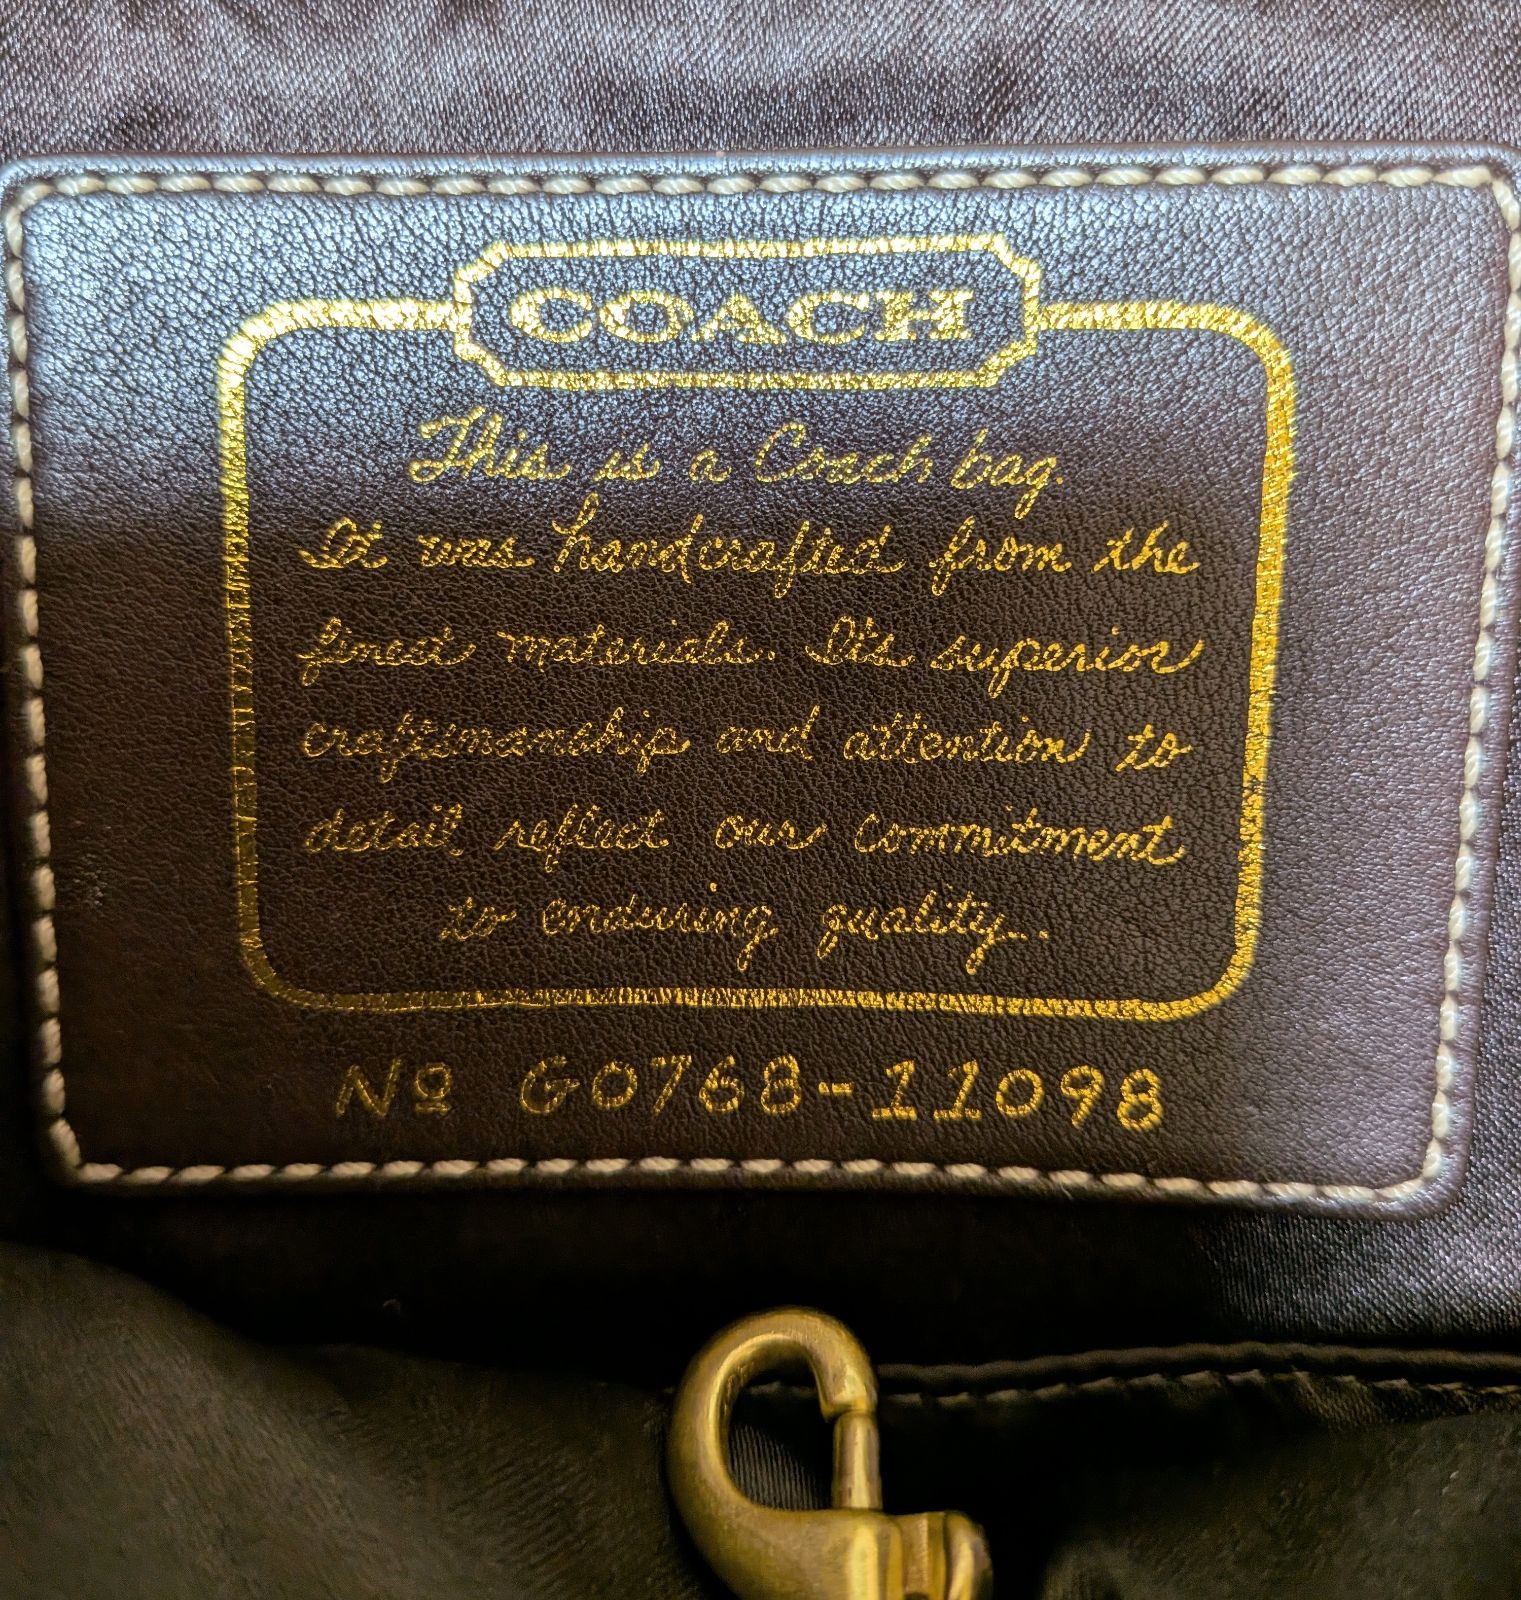 COACH
This is a Coach bag.
It was handcrafted from the
finest materials. Its superior
craftsmanship and attention to
detail reflect our commitment
to enduring quality.
Nº G0768-11098